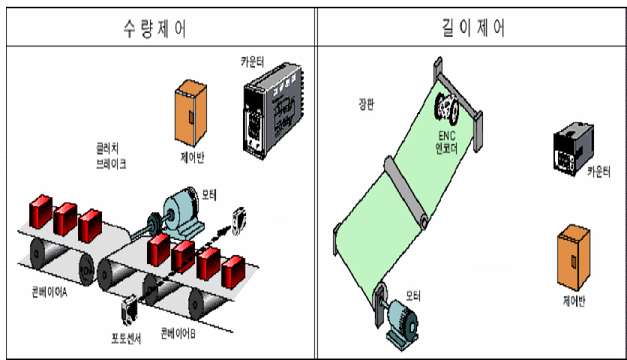 수량제어
카운터
제어반
클러치
브레이크
모터
콘베이어A
포토센서
콘베이어B
길이제어
장판
ENC
엔코더
카운터
제어반
모터